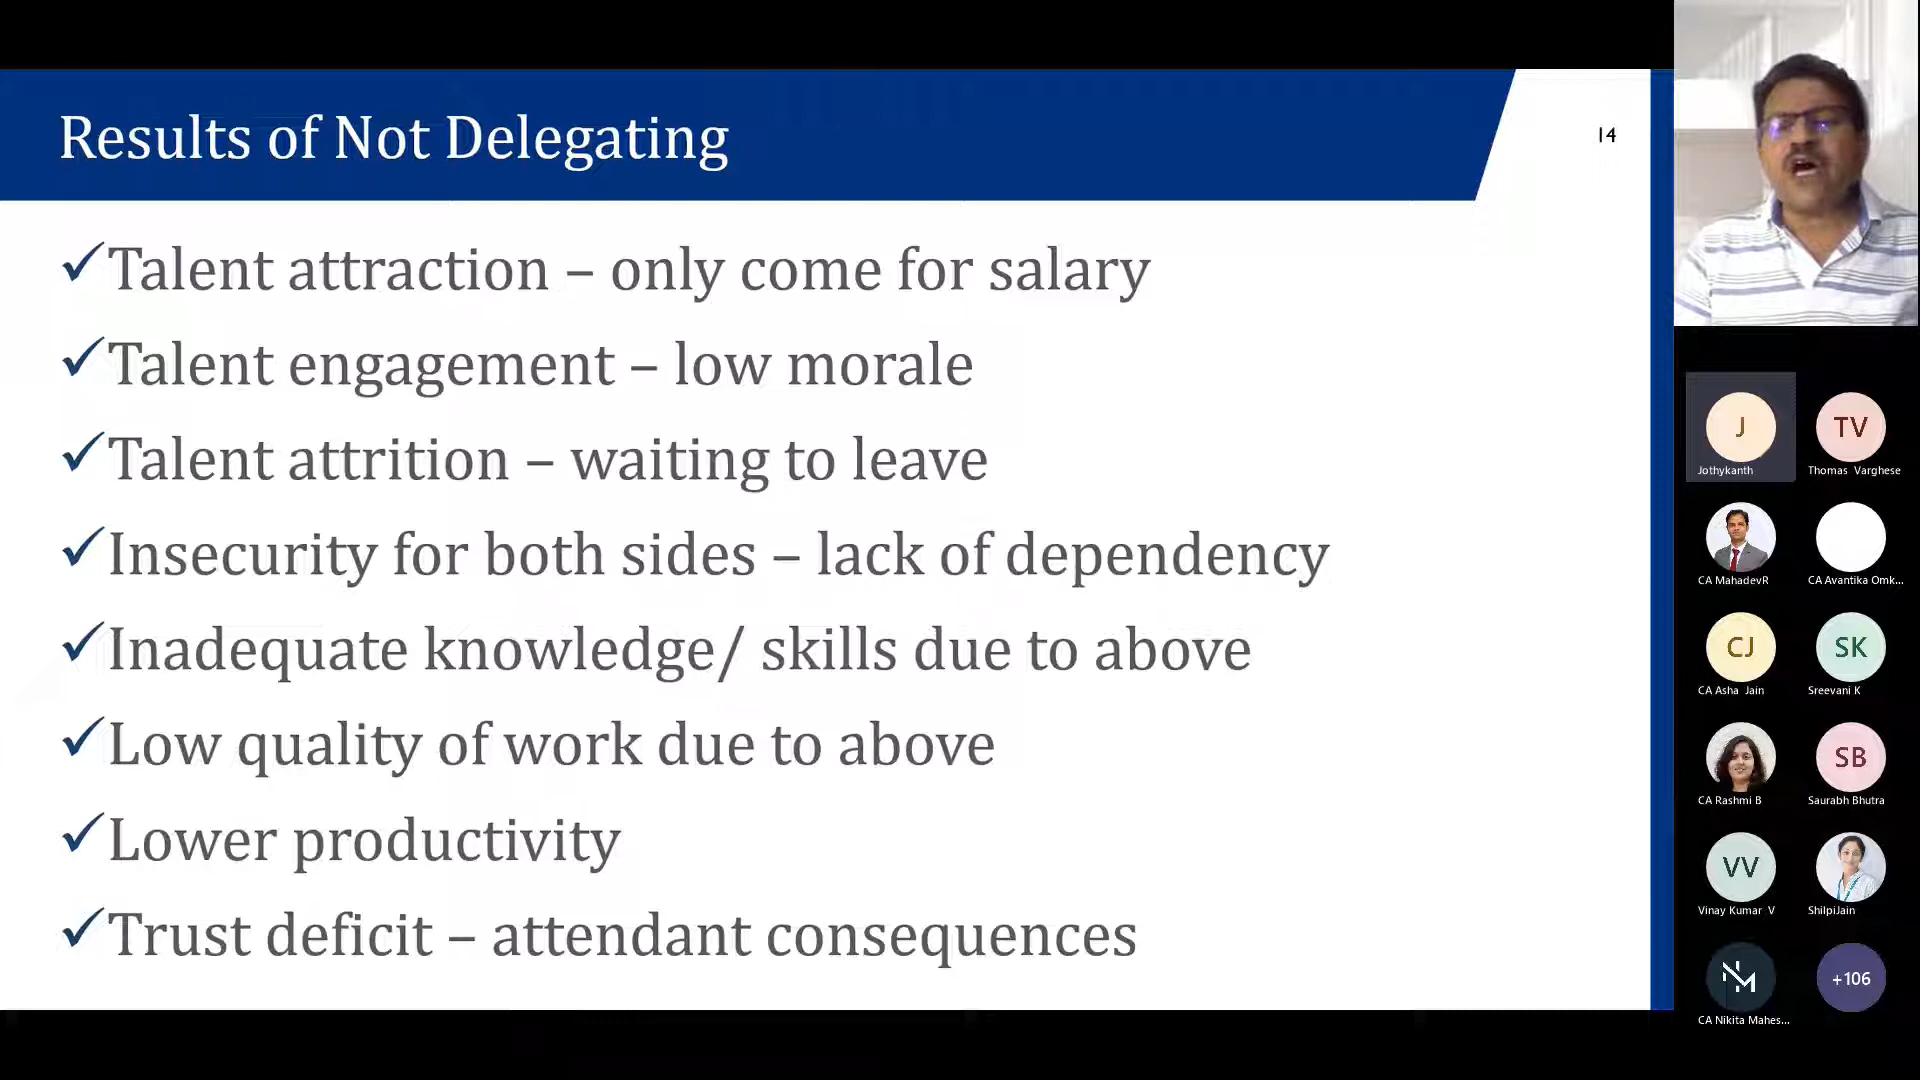 Results of Not Delegating
14
✓Talent attraction – only come for salary
✓Talent engagement – low morale
✓Talent attrition – waiting to leave
✓Insecurity for both sides – lack of dependency
✓Inadequate knowledge/ skills due to above
✓Low quality of work due to above
✓Lower productivity
✓Trust deficit – attendant consequences
J
TV
Jothykanth
Thomas Varghese
CA MahadevR
CA Avantika Omk...
CJ
SK
CA Asha Jain
Sreevani K
SB
CA Rashmi B
Saurabh Bhutra
VV
Vinay Kumar V
ShilpiJain
NM
+106
CA Nikita Mahes...